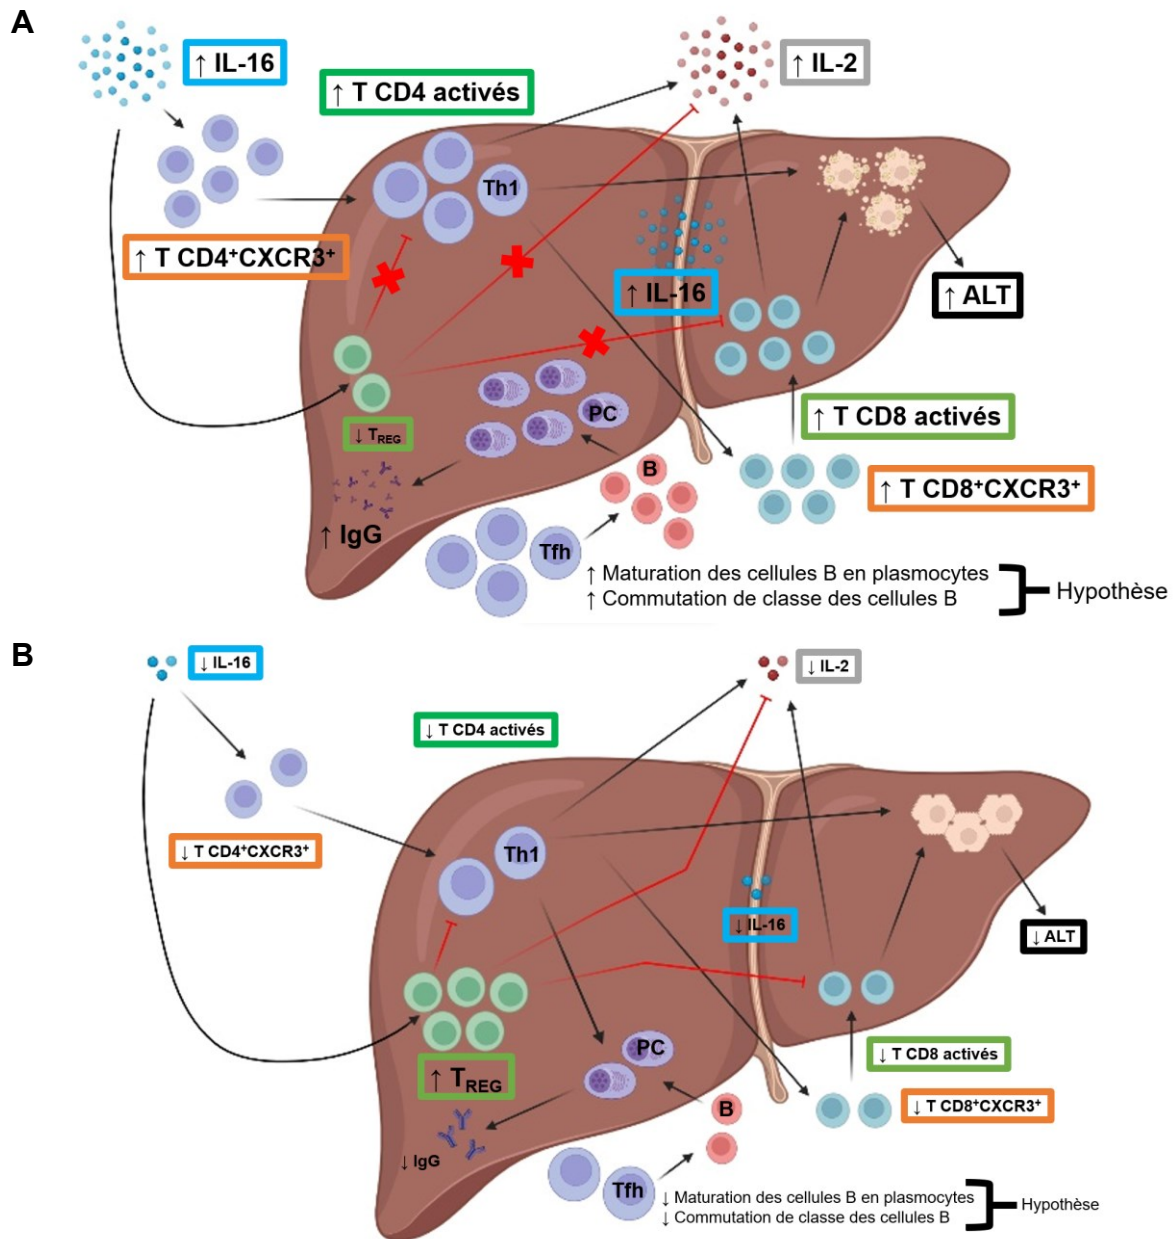 A
↑ IL-16
↑ IL-2
↑ T CD4 activés
Th1
↑ T CD4⁺CXCR3⁺
↑ IL-16
↑ ALT
PC
↑ T CD8 activés
↓ T_REG
B
↑ T CD8⁺CXCR3⁺
↑ IgG
Tfh
↑ Maturation des cellules B en plasmocytes
↑ Commutation de classe des cellules B
Hypothèse
B
↓ IL-16
↓ IL-2
↓ T CD4 activés
Th1
↓ T CD4⁺CXCR3⁺
↓ IL-16
↓ ALT
PC
↓ T CD8 activés
↑ T_REG
B
↓ T CD8⁺CXCR3⁺
↓ IgG
Tfh
↓ Maturation des cellules B en plasmocytes
↓ Commutation de classe des cellules B
Hypothèse